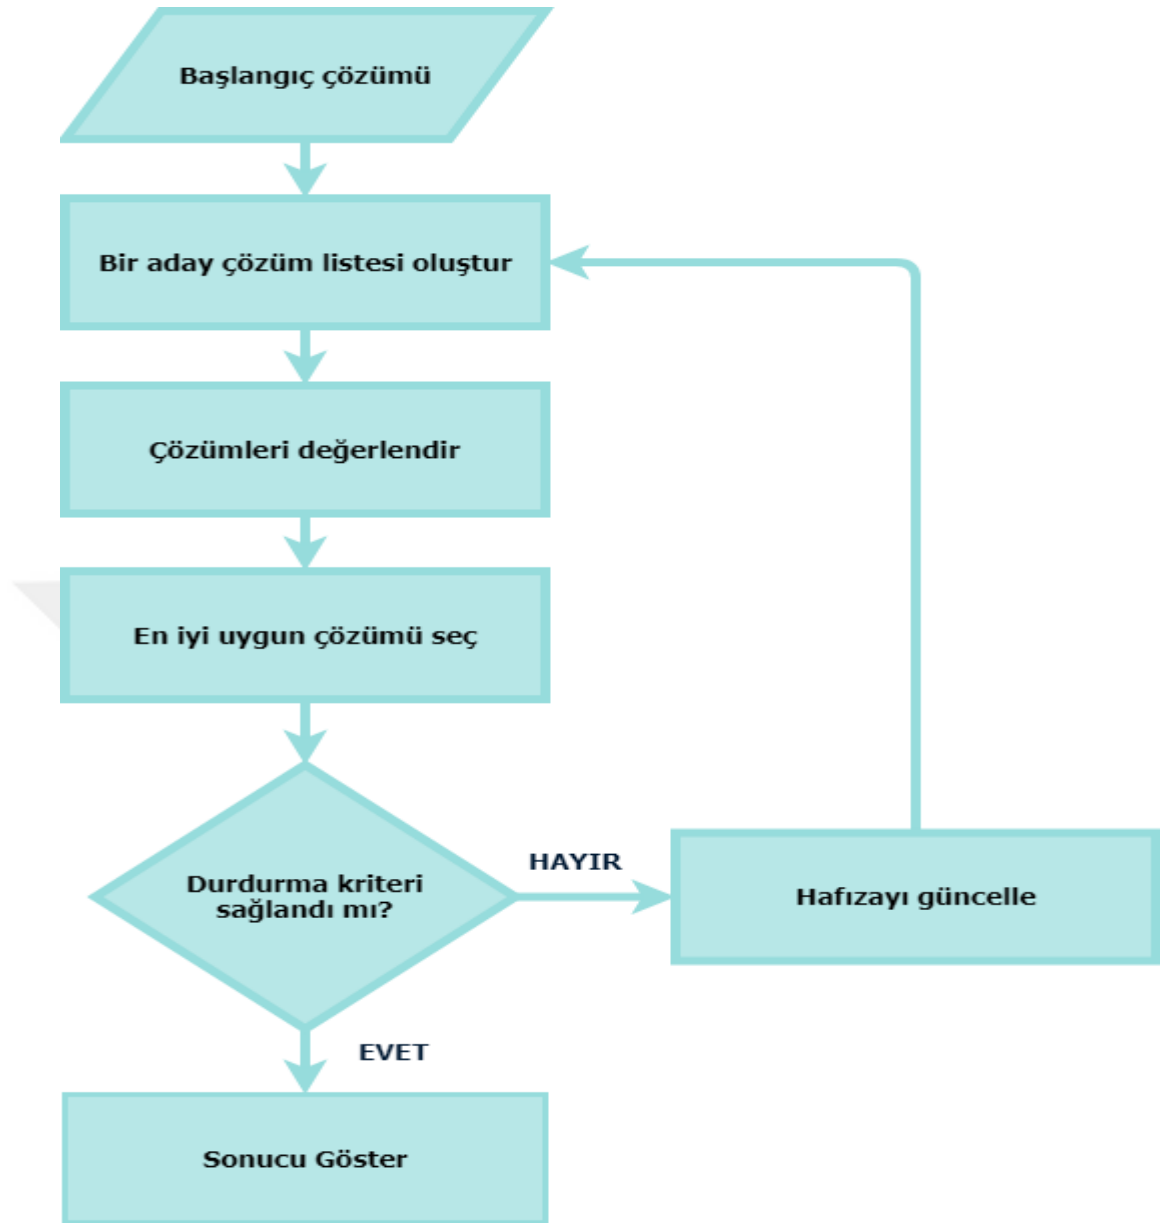 Başlangıç çözümü
Bir aday çözüm listesi oluştur
Çözümleri değerlendir
En iyi uygun çözümü seç
Durdurma kriteri
sağlandı mı?
HAYIR
Hafızayı güncelle
EVET
Sonucu Göster